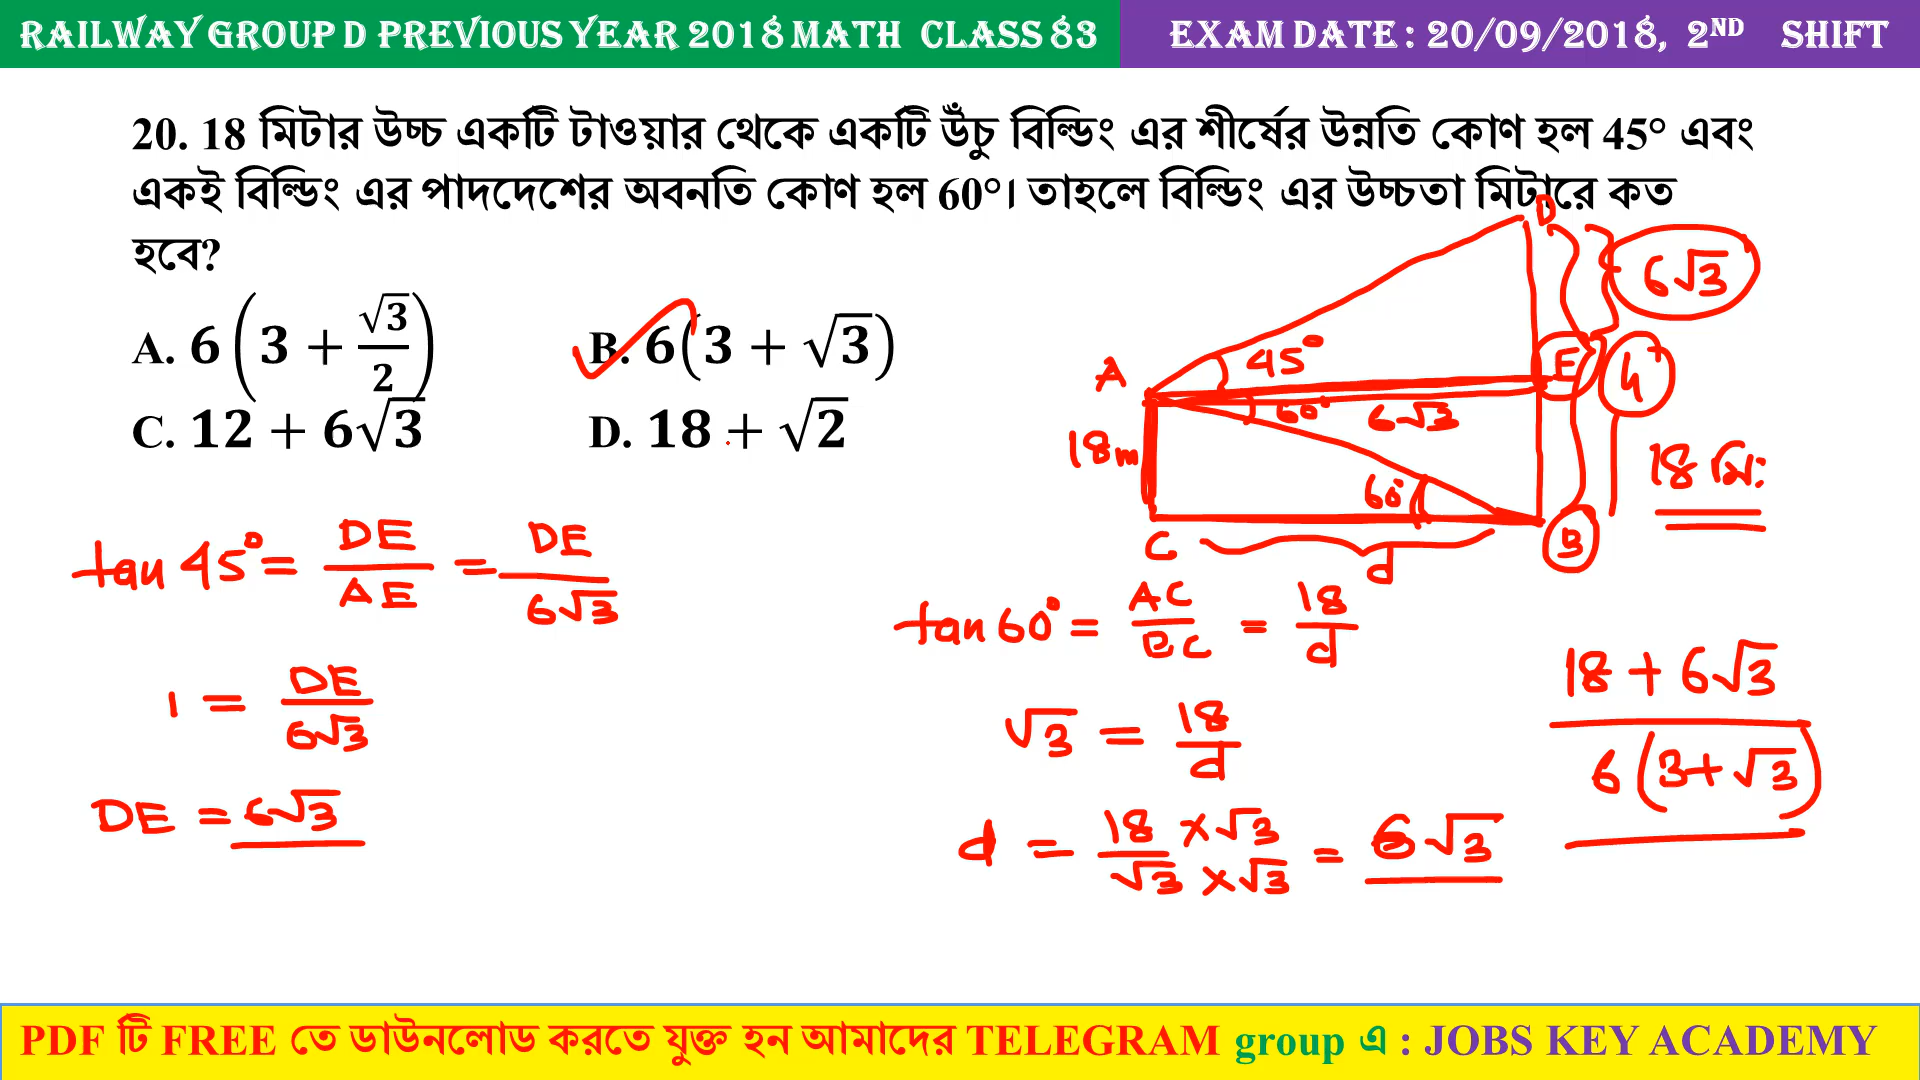 RAILWAY GROUP D PREVIOUS YEAR 2018 MATH CLASS 83
EXAM DATE : 20/09/2018, 2ND SHIFT
20. 18 মিটার উচ্চ একটি টাওয়ার থেকে একটি উঁচু বিল্ডিং এর শীর্ষের উন্নতি কোণ হল 45° এবং
একই বিল্ডিং এর পাদদেশের অবনতি কোণ হল 60°। তাহলে বিল্ডিং এর উচ্চতা মিটারে কত
হবে?
A. 6(3 + √3/2)
B. 6(3 + √3)
C. 12 + 6√3
D. 18 + √2
D
6√3
A
45°
E
4
60°
6√3
18m
60°
18 মি:
C
d
B
tan 45° = DE/AE = DE/6√3
1 = DE/6√3
DE = 6√3
tan 60° = AC/BC = 18/d
√3 = 18/d
d = 18/√3 ×√3/×√3 = 6√3
18 + 6√3
6(3+√3)
PDF টি FREE তে ডাউনলোড করতে যুক্ত হন আমাদের TELEGRAM group এ : JOBS KEY ACADEMY